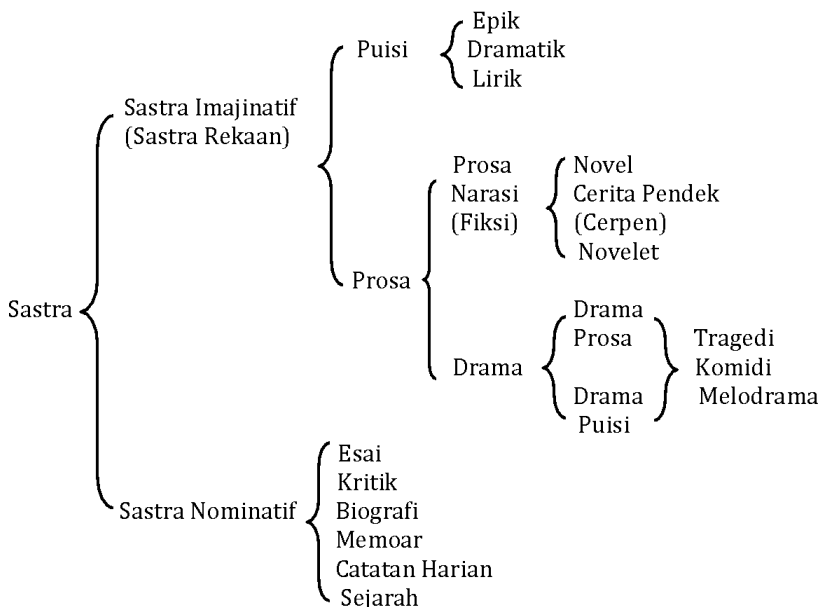 Epik
Puisi
Dramatik
Lirik
Sastra Imajinatif
(Sastra Rekaan)
Prosa
Narasi
(Fiksi)
Novel
Cerita Pendek
(Cerpen)
Novelet
Prosa
Sastra
Drama
Prosa
Drama
Drama
Puisi
Tragedi
Komidi
Melodrama
Sastra Nominatif
Esai
Kritik
Biografi
Memoar
Catatan Harian
Sejarah